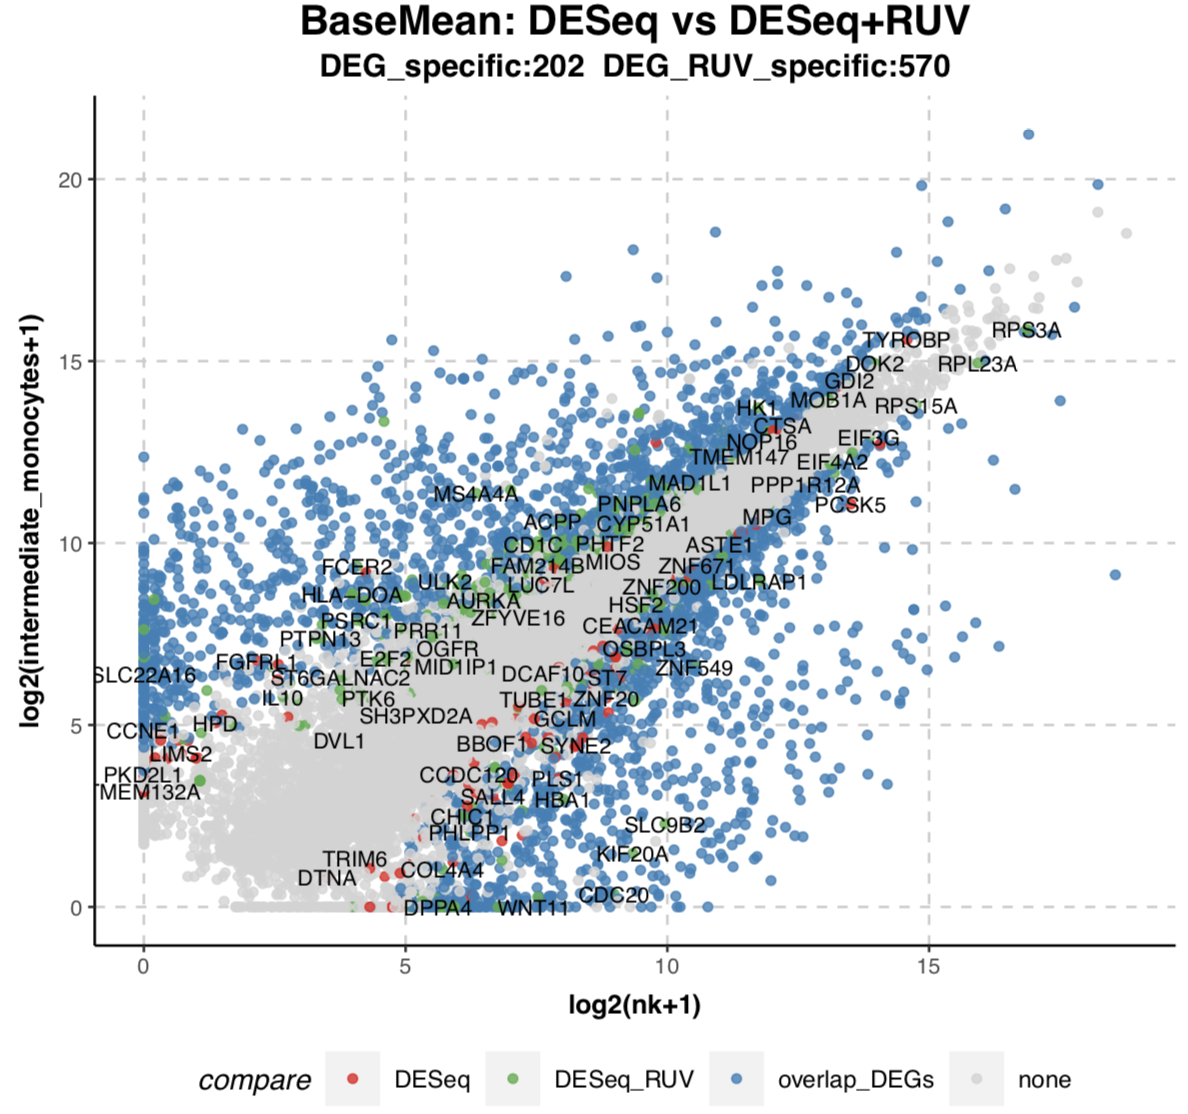 BaseMean: DESeq vs DESeq+RUV
DEG_specific:202 DEG_RUV_specific:570
log2(intermediate_monocytes+1)
20
15
10
5
0
RPS3A
TYROBP
DOK2
RPL23A
GDI2
MOB1A
RPS15A
HK1
CTSA
EIF3G
NOP16
TMEM147
EIF4A2
MAD1L1
PPP1R12A
MS4A4A
PNPLA6
PCSK5
ACPP
CYP51A1
MPG
CD1C
PHTF2
ASTE1
FCER2
FAM214B
MIOS
ZNF671
ULK2
LUC7L
ZNF200
LDLRAP1
HLA−DOA
AURKA
HSF2
PSRC1
ZFYVE16
PTPN13
PRR11
CEACAM21
OGFR
OSBPL3
FGFRL1
E2F2
MID1IP1
ZNF549
SLC22A16
ST6GALNAC2
DCAF10
ST7
IL10
PTK6
TUBE1
ZNF20
HPD
SH3PXD2A
GCLM
CCNE1
DVL1
BBOF1
SYNE2
LIMS2
PKD2L1
CCDC120
PLS1
TMEM132A
SALL4
HBA1
CHIC1
PHLPP1
SLC9B2
TRIM6
KIF20A
DTNA
COL4A4
CDC20
DPPA4
WNT11
0 5 10 15
log2(nk+1)
compare DESeq DESeq_RUV overlap_DEGs none